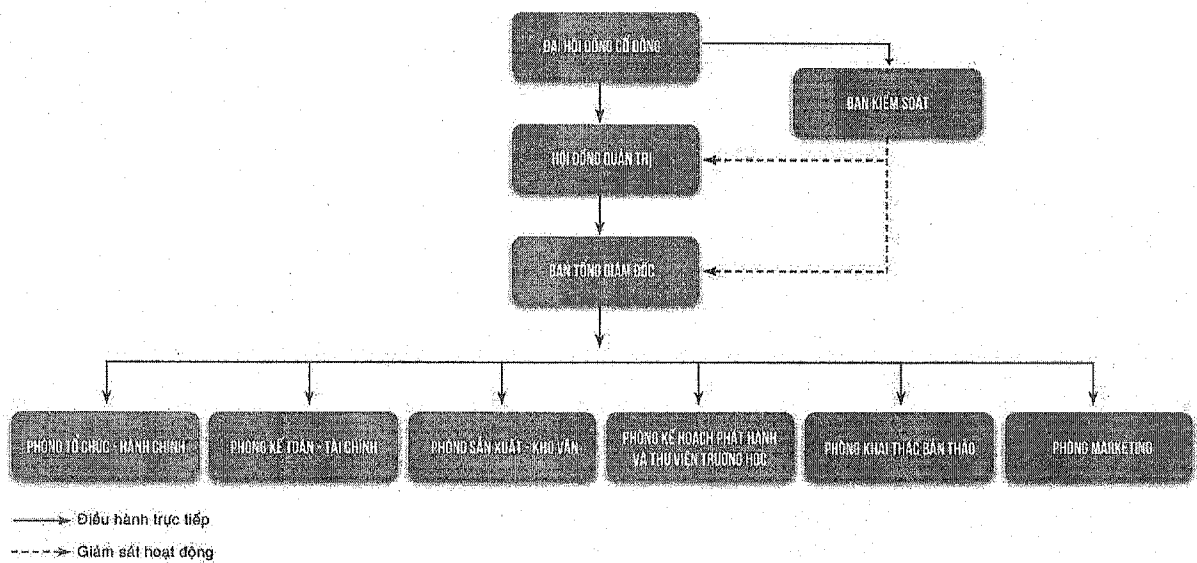 ĐẠI HỘI ĐỒNG CỔ ĐÔNG
BAN KIỂM SOÁT
HỘI ĐỒNG QUẢN TRỊ
BAN TỔNG GIÁM ĐỐC
PHÒNG TỔ CHỨC - HÀNH CHÍNH
PHÒNG KẾ TOÁN - TÀI CHÍNH
PHÒNG SẢN XUẤT - KHO VẬN
PHÒNG KẾ HOẠCH PHÁT HÀNH
VÀ THƯ VIỆN TRƯỜNG HỌC
PHÒNG KHAI THÁC BẢN THẢO
PHÒNG MARKETING
Điều hành trực tiếp
Giám sát hoạt động